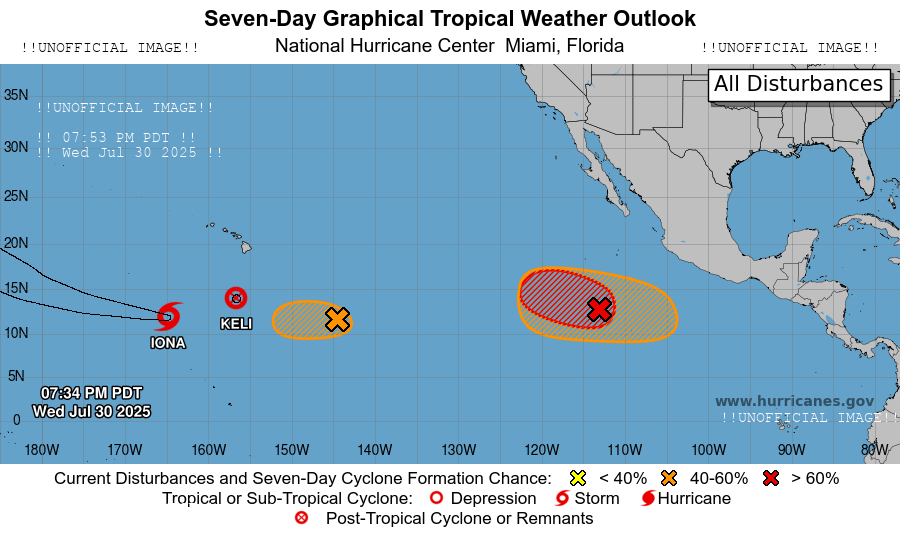 Seven-Day Graphical Tropical Weather Outlook
!!UNOFFICIAL IMAGE!! National Hurricane Center Miami, Florida !!UNOFFICIAL IMAGE!!
All Disturbances
35N
!!UNOFFICIAL IMAGE!!
!! 07:53 PM PDT !!
30N
!! Wed Jul 30 2025 !!
25N
20N
15N
KELI
10N
IONA
5N
07:34 PM PDT
Wed Jul 30 2025
www.hurricanes.gov
0
!!UNOFFICIAL IMAGE!!
180W 170W 160W 150W 140W 130W 120W 110W 100W 90W 80W
Current Disturbances and Seven-Day Cyclone Formation Chance: < 40% 40-60% > 60%
Tropical or Sub-Tropical Cyclone: Depression Storm Hurricane
Post-Tropical Cyclone or Remnants